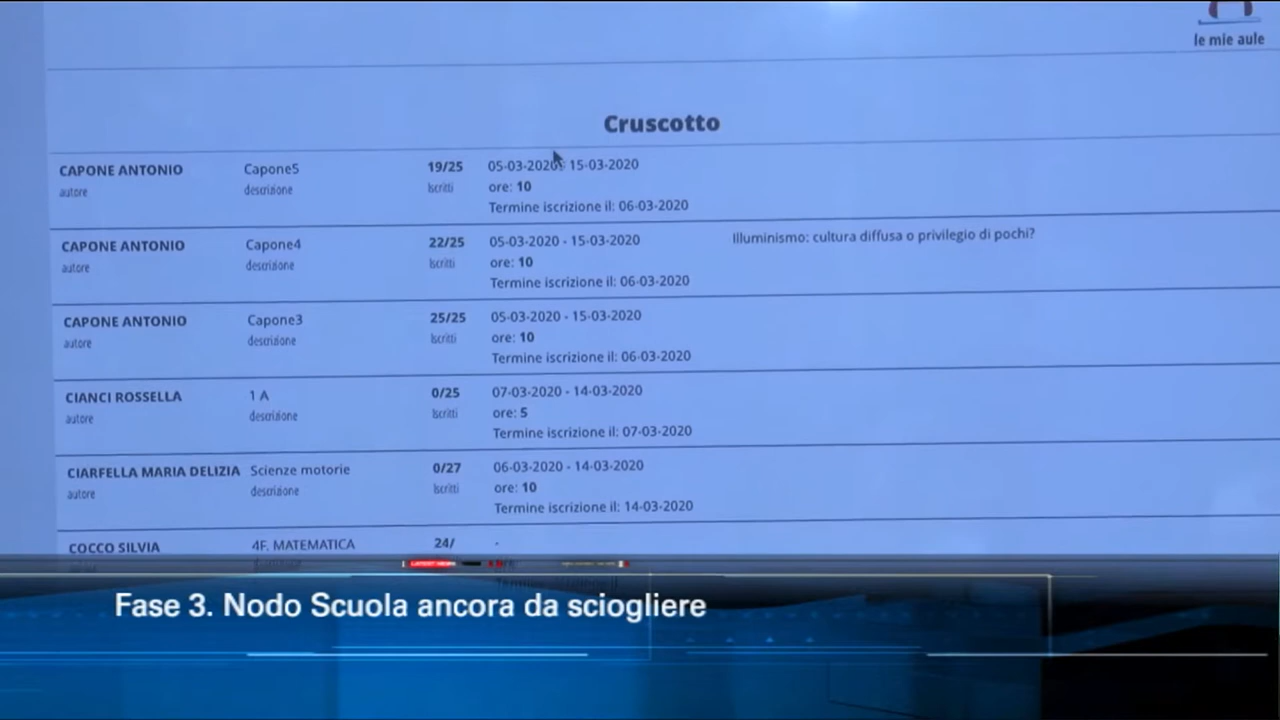 le mie aule
Cruscotto
CAPONE ANTONIO Capone5 19/25 05-03-2020 - 15-03-2020
autore descrizione Iscritti ore: 10
Termine iscrizione il: 06-03-2020
CAPONE ANTONIO Capone4 22/25 05-03-2020 - 15-03-2020 Illuminismo: cultura diffusa o privilegio di pochi?
autore descrizione Iscritti ore: 10
Termine iscrizione il: 06-03-2020
CAPONE ANTONIO Capone3 25/25 05-03-2020 - 15-03-2020
autore descrizione Iscritti ore: 10
Termine iscrizione il: 06-03-2020
CIANCI ROSSELLA 1 A 0/25 07-03-2020 - 14-03-2020
autore descrizione Iscritti ore: 5
Termine iscrizione il: 07-03-2020
CIARFELLA MARIA DELIZIA Scienze motorie 0/27 06-03-2020 - 14-03-2020
autore descrizione Iscritti ore: 10
Termine iscrizione il: 14-03-2020
COCCO SILVIA 4F. MATEMATICA 24/ -
LATEST NEWS
Termine iscrizione il
Fase 3. Nodo Scuola ancora da sciogliere